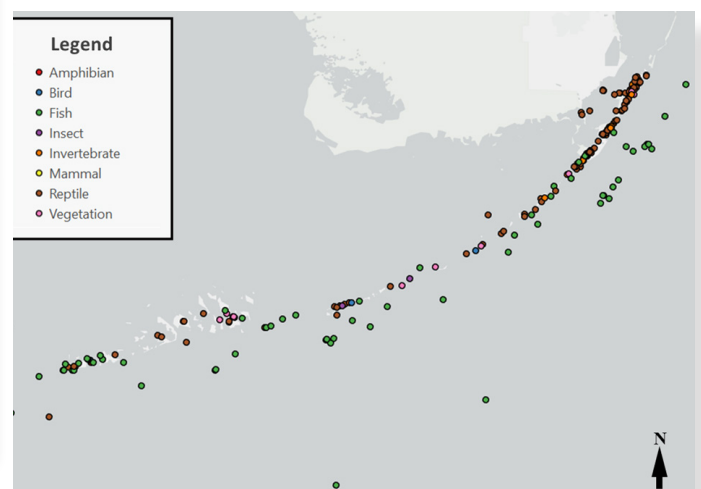 Legend
Amphibian
Bird
Fish
Insect
Invertebrate
Mammal
Reptile
Vegetation
N